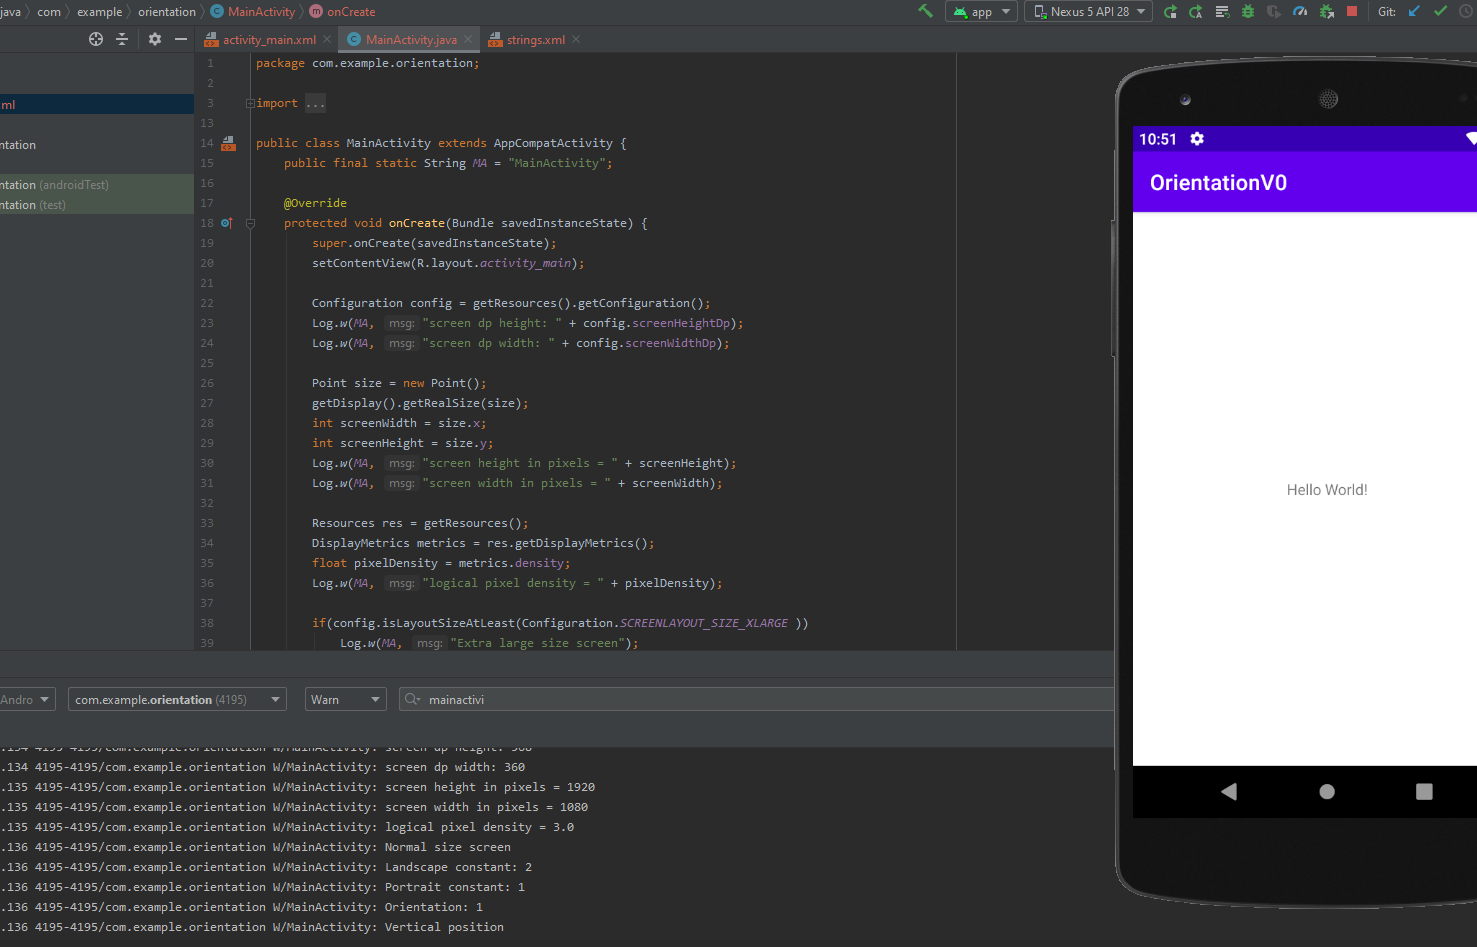 java com example orientation MainActivity onCreate app Nexus 5 API 28 Git:
activity_main.xml MainActivity.java strings.xml
ml
ntation
ntation (androidTest)
ntation (test)
1 package com.example.orientation;
2
3 import ...
13
14 public class MainActivity extends AppCompatActivity {
15 public final static String MA = "MainActivity";
16
17 @Override
18 protected void onCreate(Bundle savedInstanceState) {
19 super.onCreate(savedInstanceState);
20 setContentView(R.layout.activity_main);
21
22 Configuration config = getResources().getConfiguration();
23 Log.w(MA, msg: "screen dp height: " + config.screenHeightDp);
24 Log.w(MA, msg: "screen dp width: " + config.screenWidthDp);
25
26 Point size = new Point();
27 getDisplay().getRealSize(size);
28 int screenWidth = size.x;
29 int screenHeight = size.y;
30 Log.w(MA, msg: "screen height in pixels = " + screenHeight);
31 Log.w(MA, msg: "screen width in pixels = " + screenWidth);
32
33 Resources res = getResources();
34 DisplayMetrics metrics = res.getDisplayMetrics();
35 float pixelDensity = metrics.density;
36 Log.w(MA, msg: "logical pixel density = " + pixelDensity);
37
38 if(config.isLayoutSizeAtLeast(Configuration.SCREENLAYOUT_SIZE_XLARGE ))
39 Log.w(MA, msg: "Extra large size screen");
10:51
OrientationV0
Hello World!
Andro com.example.orientation (4195) Warn mainactivi
.134 4195-4195/com.example.orientation W/MainActivity: screen dp height:
.134 4195-4195/com.example.orientation W/MainActivity: screen dp width: 360
.135 4195-4195/com.example.orientation W/MainActivity: screen height in pixels = 1920
.135 4195-4195/com.example.orientation W/MainActivity: screen width in pixels = 1080
.135 4195-4195/com.example.orientation W/MainActivity: logical pixel density = 3.0
.136 4195-4195/com.example.orientation W/MainActivity: Normal size screen
.136 4195-4195/com.example.orientation W/MainActivity: Landscape constant: 2
.136 4195-4195/com.example.orientation W/MainActivity: Portrait constant: 1
.136 4195-4195/com.example.orientation W/MainActivity: Orientation: 1
.136 4195-4195/com.example.orientation W/MainActivity: Vertical position